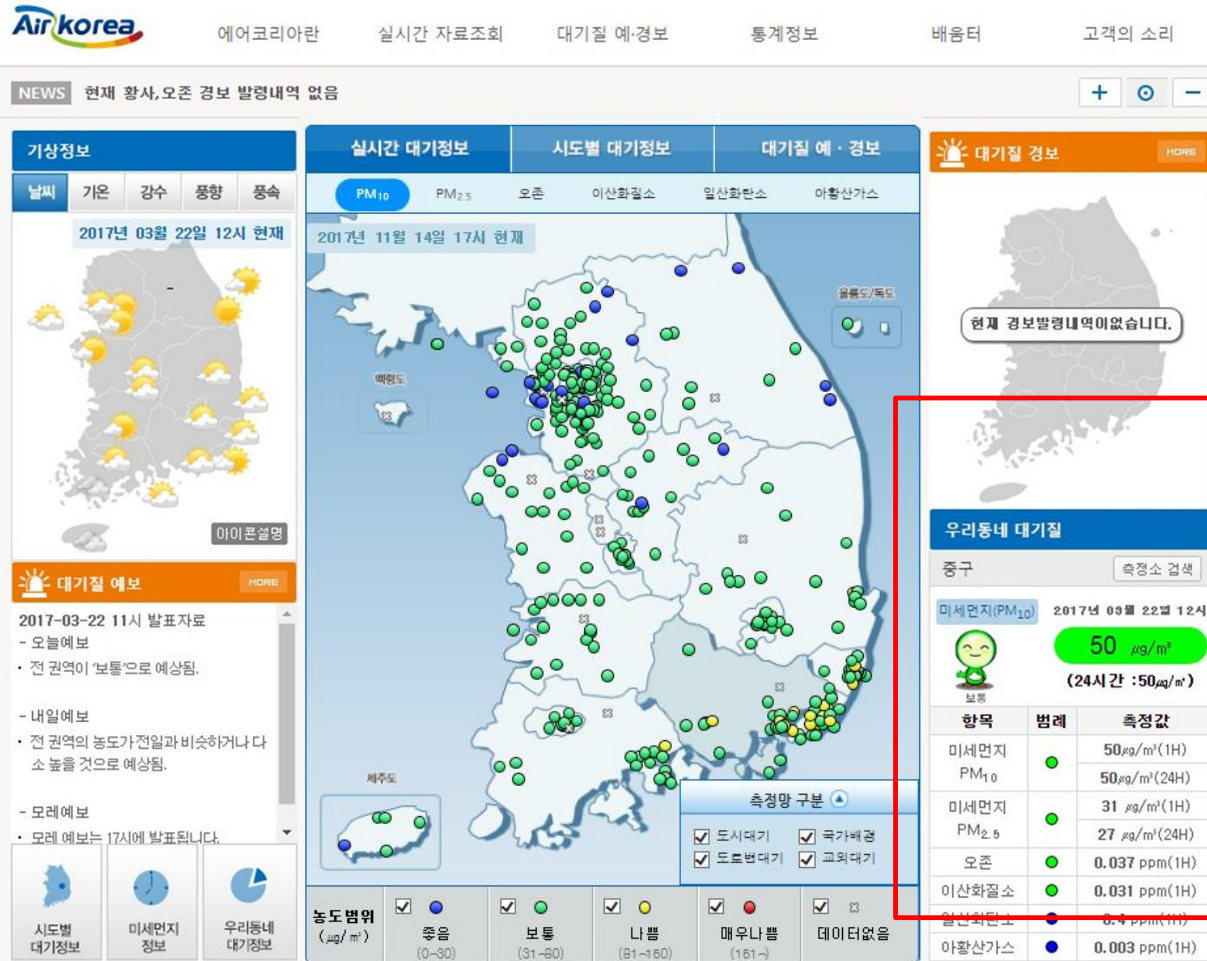 Air korea
에어코리아란 실시간 자료조회 대기질 예·경보 통계정보 배움터 고객의 소리
NEWS 현재 황사,오존 경보 발령내역 없음
기상정보
날씨 기온 강수 풍향 풍속
2017년 03월 22일 12시 현재
아이콘설명
대기질 예보 MORE
2017-03-22 11시 발표자료
- 오늘예보
• 전 권역이 '보통'으로 예상됨.
- 내일예보
• 전 권역의 농도가 전일과 비슷하거나 다
소 높을 것으로 예상됨.
- 모레예보
• 모레 예보는 17시에 발표됩니다.
시도별
대기정보
미세먼지
정보
우리동네
대기정보
실시간 대기정보 시도별 대기정보 대기질 예 · 경보
PM10 PM2.5 오존 이산화질소 일산화탄소 아황산가스
2017년 11월 14일 17시 현재
울릉도/독도
백령도
제주도
측정망 구분
도시대기 국가배경
도로변대기 교외대기
농도범위
(㎍/㎥)
좋음
(0~30)
보통
(31~80)
나쁨
(81~150)
매우나쁨
(151~)
데이터없음
대기질 경보 MORE
현재 경보발령내역이없습니다.
우리동네 대기질
중구 측정소 검색
미세먼지(PM10) 2017년 03월 22일 12시
50 ㎍/㎥
(24시간 :50㎍/㎥)
보통
항목 범례 측정값
미세먼지
PM10
50㎍/㎥(1H)
50㎍/㎥(24H)
미세먼지
PM2.5
31 ㎍/㎥(1H)
27 ㎍/㎥(24H)
오존 0.037 ppm(1H)
이산화질소 0.031 ppm(1H)
일산화탄소 0.4 ppm(1H)
아황산가스 0.003 ppm(1H)